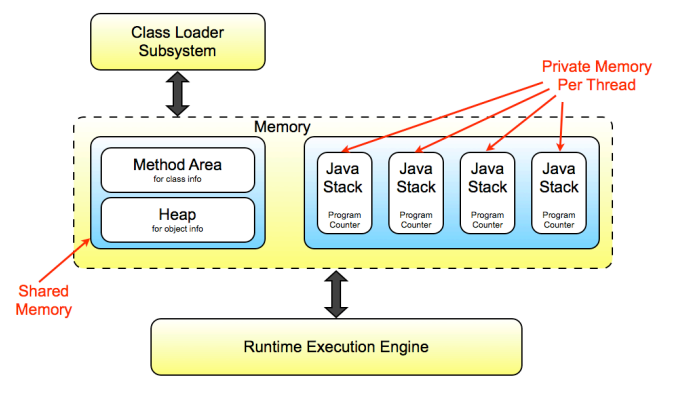 Class Loader
Subsystem
Private Memory
Per Thread
Memory
Method Area
for class info
Heap
for object info
Java
Stack
Program
Counter
Java
Stack
Program
Counter
Java
Stack
Program
Counter
Java
Stack
Program
Counter
Shared
Memory
Runtime Execution Engine